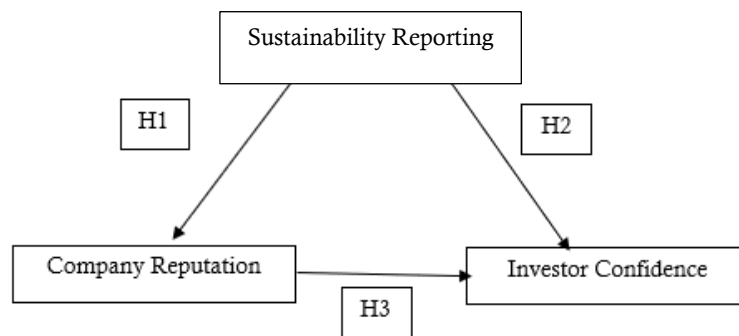 Sustainability Reporting
H1
H2
Company Reputation
Investor Confidence
H3